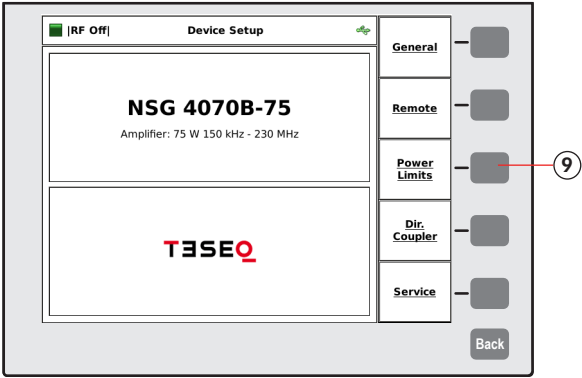 |RF Off|
Device Setup
General
NSG 4070B-75
Amplifier: 75 W 150 kHz - 230 MHz
Remote
Power
Limits
9
Dir.
Coupler
TESEQ
Service
Back